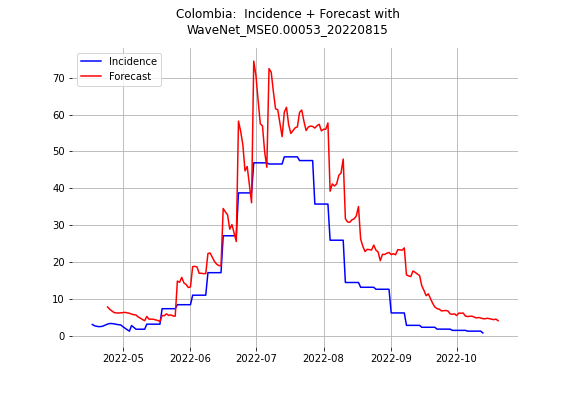 Colombia:  Incidence + Forecast with
WaveNet_MSE0.00053_20220815
Incidence
Forecast
70
60
50
40
30
20
10
0
2022-05 2022-06 2022-07 2022-08 2022-09 2022-10